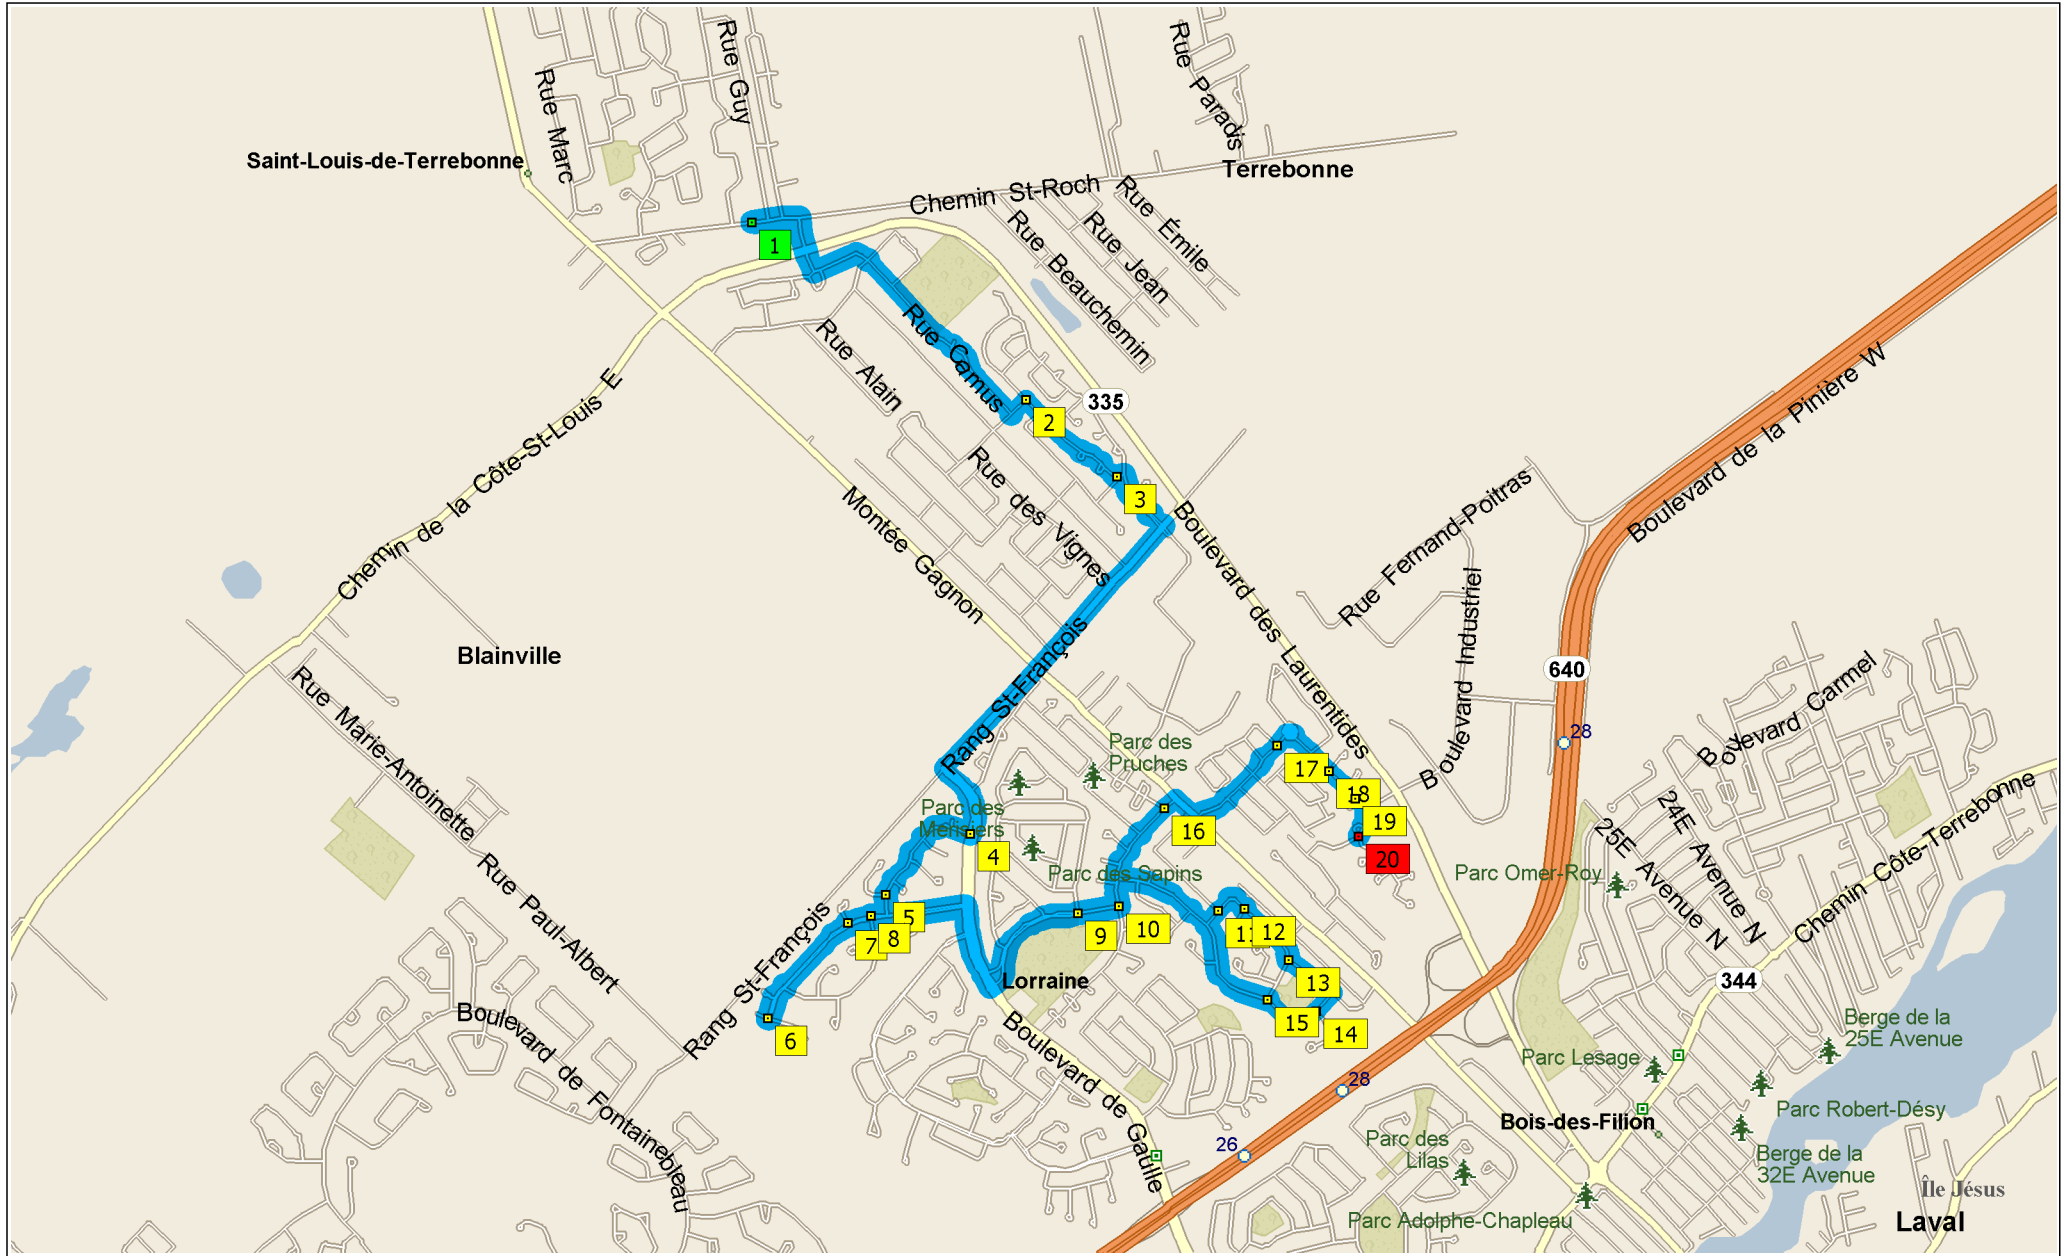 Rue Guy
Rue Marc
Rue Paradis
Saint-Louis-de-Terrebonne
Terrebonne
Chemin St-Roch
Rue Émile
Rue Jean
Rue Beauchemin
1
Rue Camus
Rue Alain
2
335
Chemin de la Côte-St-Louis E
Boulevard de la Pinière W
3
Rue des Vignes
Montée Gagnon
Boulevard des Laurentides
Rue Fernand-Poitras
Boulevard Industriel
Rang St-François
Blainville
640
28
Boulevard Carmel
Rue Marie-Antoinette
Parc des
Pruches
17
18
19
20
16
Parc des
Merisiers
4
Parc des Sapins
Parc Omer-Roy
24E Avenue N
25E Avenue N
Chemin Côte-Terrebonne
Rue Paul-Albert
Rang St-François
5
7
8
9
10
11
12
13
Lorraine
344
15
14
6
Boulevard de Fontainebleau
Boulevard de Gaulle
Berge de la
25E Avenue
Parc Lesage
28
Parc Robert-Désy
Bois-des-Filion
26
Parc des
Lilas
Berge de la
32E Avenue
Île Jésus
Parc Adolphe-Chapleau
Laval